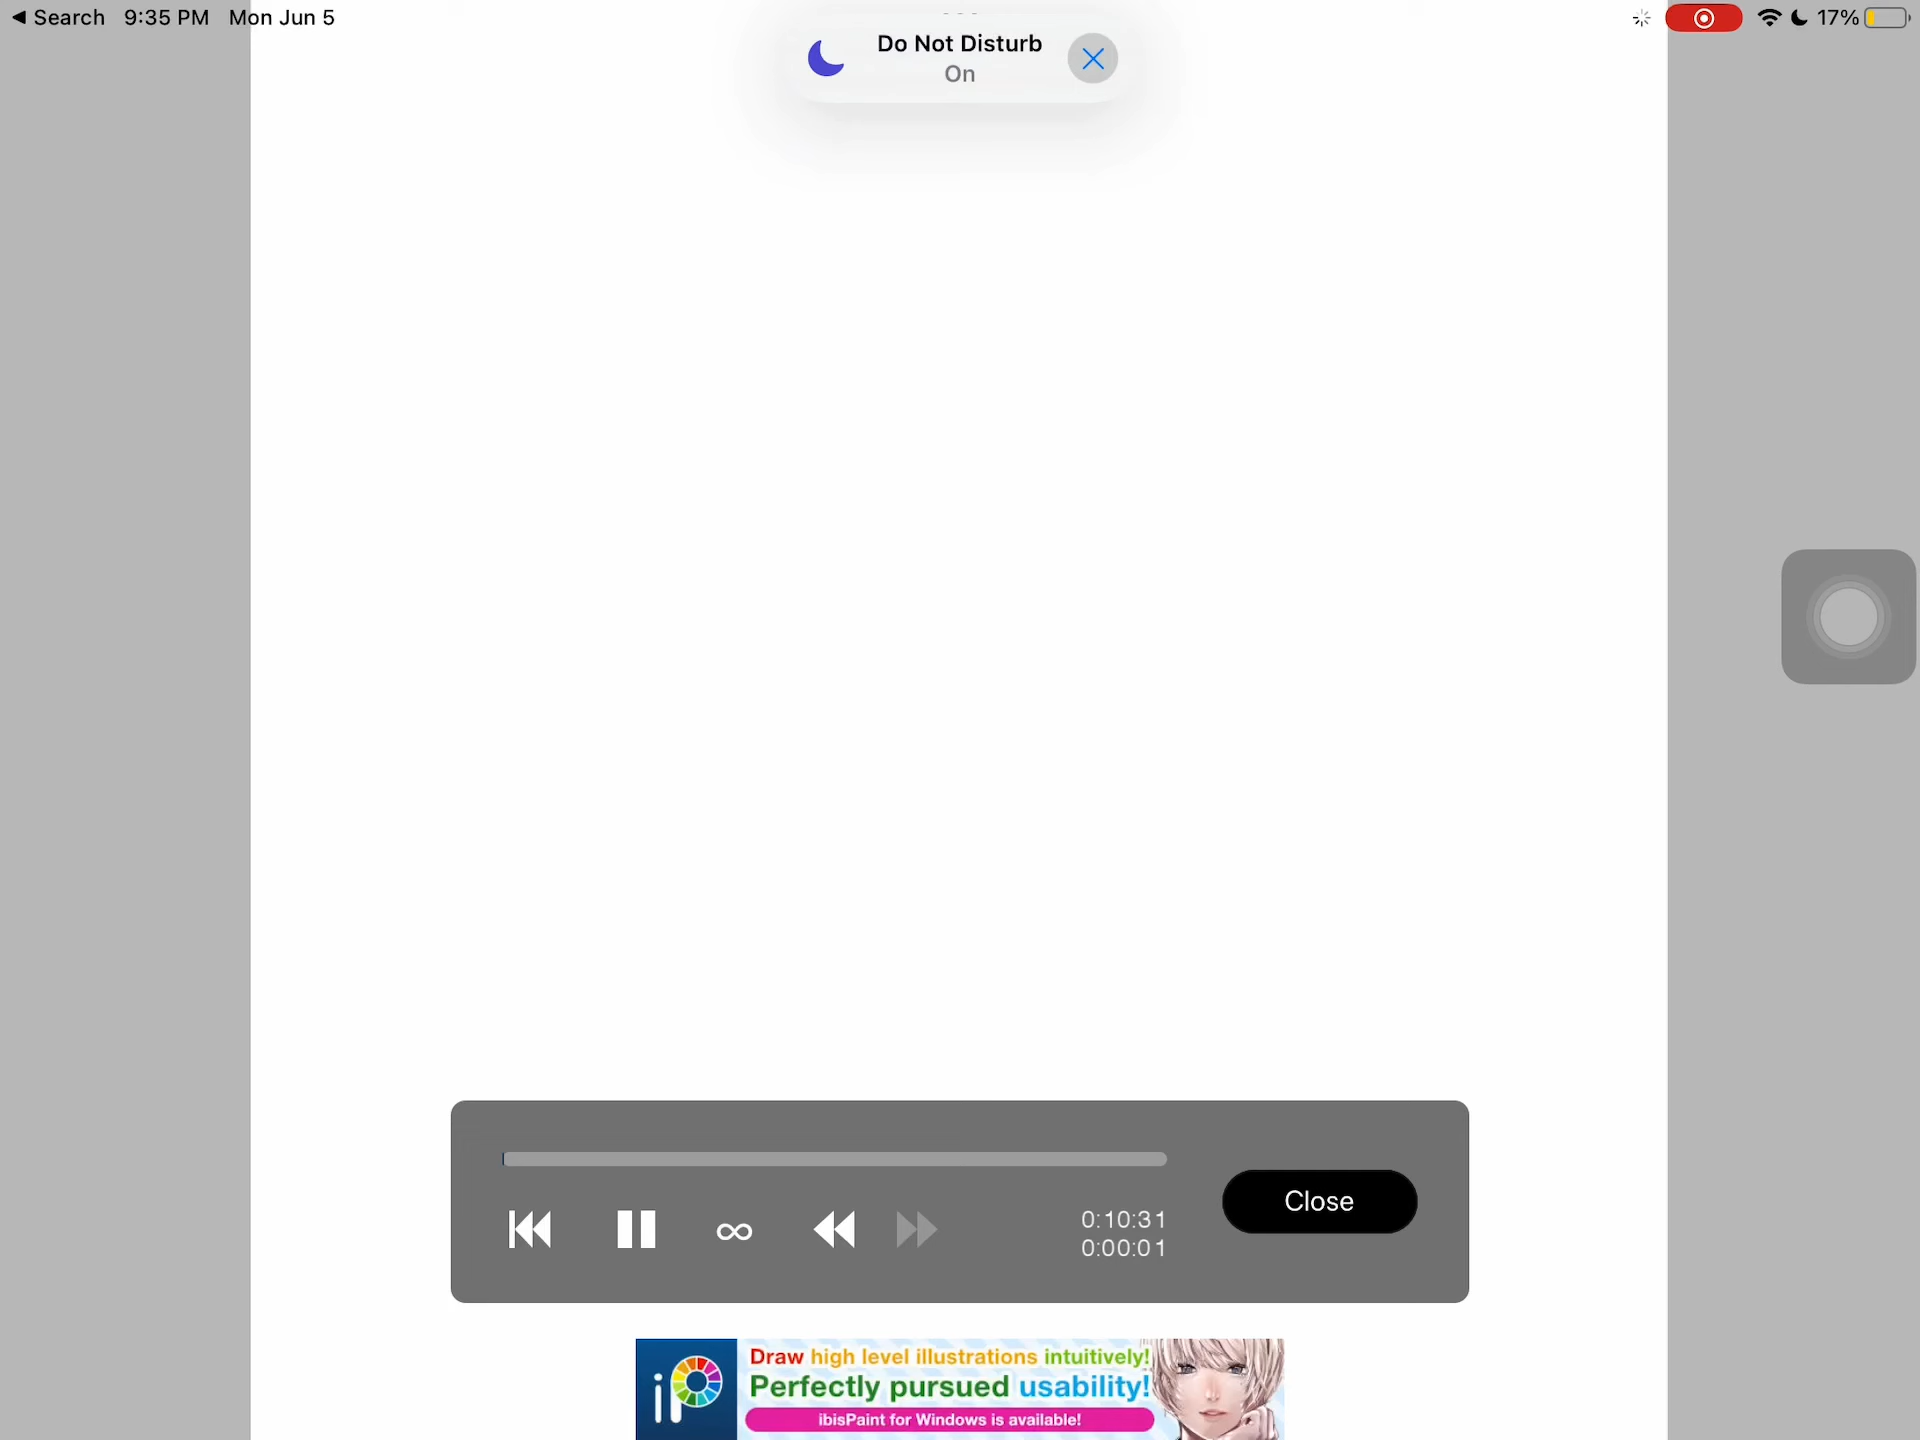 Search 9:35 PM Mon Jun 5
17%
Do Not Disturb
On
0:10:31
0:00:01
Close
iP
Draw high level illustrations intuitively!
Perfectly pursued usability!
ibisPaint for Windows is available!